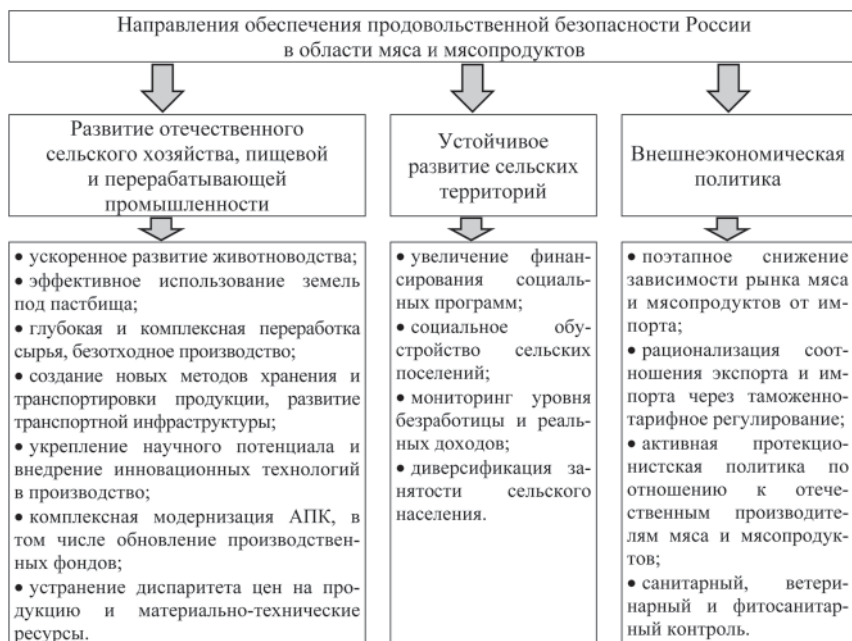 Направления обеспечения продовольственной безопасности России
в области мяса и мясопродуктов
Развитие отечественного
сельского хозяйства, пищевой
и перерабатывающей
промышленности
Устойчивое
развитие сельских
территорий
Внешнеэкономическая
политика
• ускоренное развитие животноводства;
• эффективное использование земель
под пастбища;
• глубокая и комплексная переработка
сырья, безотходное производство;
• создание новых методов хранения и
транспортировки продукции, развитие
транспортной инфраструктуры;
• укрепление научного потенциала и
внедрение инновационных технологий
в производство;
• комплексная модернизация АПК, в
том числе обновление производствен-
ных фондов;
• устранение диспаритета цен на про-
дукцию и материально-технические
ресурсы.
• увеличение финан-
сирования социаль-
ных программ;
• социальное обу-
стройство сельских
поселений;
• мониторинг уровня
безработицы и реаль-
ных доходов;
• диверсификация за-
нятости сельского
населения.
• поэтапное снижение
зависимости рынка мяса
и мясопродуктов от им-
порта;
• рационализация соот-
ношения экспорта и им-
порта через таможенно-
тарифное регулирование;
• активная протекцио-
нистская политика по
отношению к отече-
ственным производите-
лям мяса и мясопродук-
тов;
• санитарный, ветери-
нарный и фитосанитар-
ный контроль.